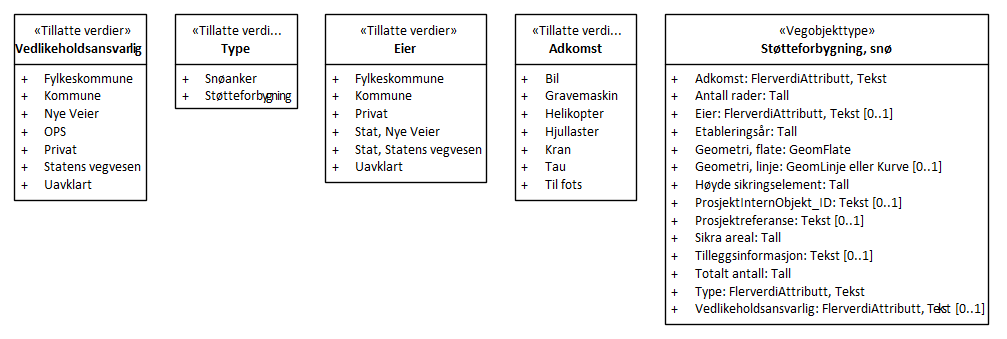 «Tillatte verdier»
Vedlikeholdsansvarlig
+ Fylkeskommune
+ Kommune
+ Nye Veier
+ OPS
+ Privat
+ Statens vegvesen
+ Uavklart
«Tillatte verdi...
Type
+ Snøanker
+ Støtteforbygning
«Tillatte verdier»
Eier
+ Fylkeskommune
+ Kommune
+ Privat
+ Stat, Nye Veier
+ Stat, Statens vegvesen
+ Uavklart
«Tillatte verdi...
Adkomst
+ Bil
+ Gravemaskin
+ Helikopter
+ Hjullaster
+ Kran
+ Tau
+ Til fots
«Vegobjekttype»
Støtteforbygning, snø
+ Adkomst: FlerverdiAttributt, Tekst
+ Antall rader: Tall
+ Eier: FlerverdiAttributt, Tekst [0..1]
+ Etableringsår: Tall
+ Geometri, flate: GeomFlate
+ Geometri, linje: GeomLinje eller Kurve [0..1]
+ Høyde sikringselement: Tall
+ ProsjektInternObjekt_ID: Tekst [0..1]
+ Prosjektreferanse: Tekst [0..1]
+ Sikra areal: Tall
+ Tilleggsinformasjon: Tekst [0..1]
+ Totalt antall: Tall
+ Type: FlerverdiAttributt, Tekst
+ Vedlikeholdsansvarlig: FlerverdiAttributt, Tekst [0..1]